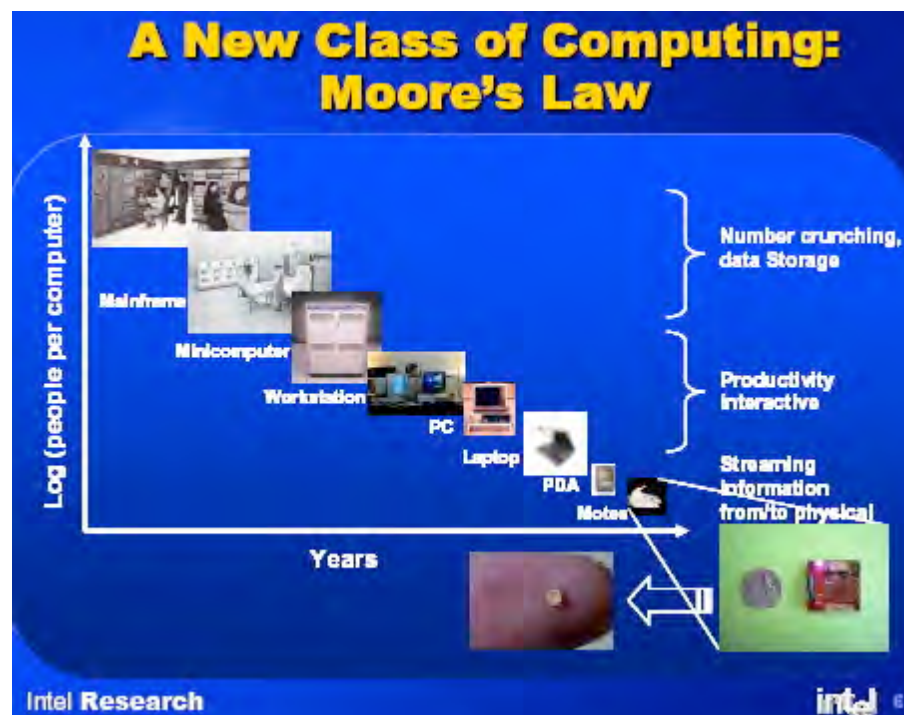 A New Class of Computing:
Moore's Law
Log (people per computer)
Number crunching,
data Storage
Mainframe
Minicomputer
Productivity
interactive
Workstation
PC
Laptop
Streaming
information
from/to physical
PDA
Motes
Years
Intel Research
intel
6